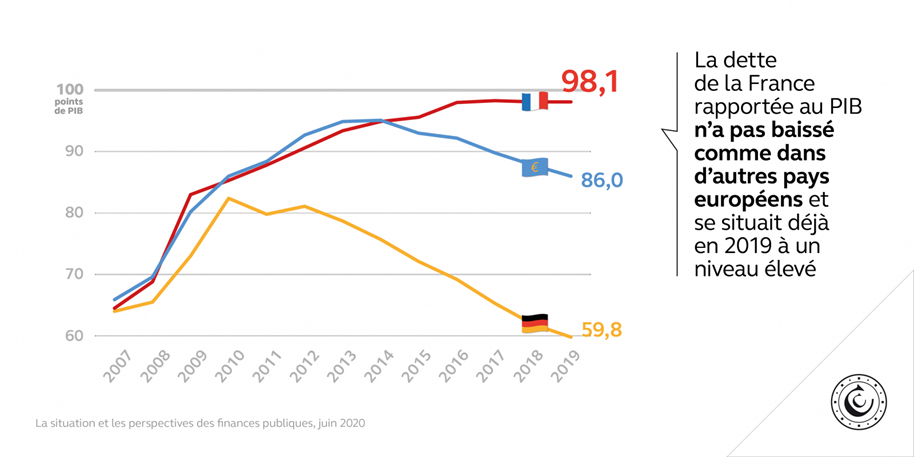 100
points
de PIB
90
80
70
60
98,1
86,0
59,8
€
2007
2008
2009
2010
2011
2012
2013
2014
2015
2016
2017
2018
2019
La dette
de la France
rapportée au PIB
n’a pas baissé
comme dans
d’autres pays
européens et
se situait déjà
en 2019 à un
niveau élevé
La situation et les perspectives des finances publiques, juin 2020